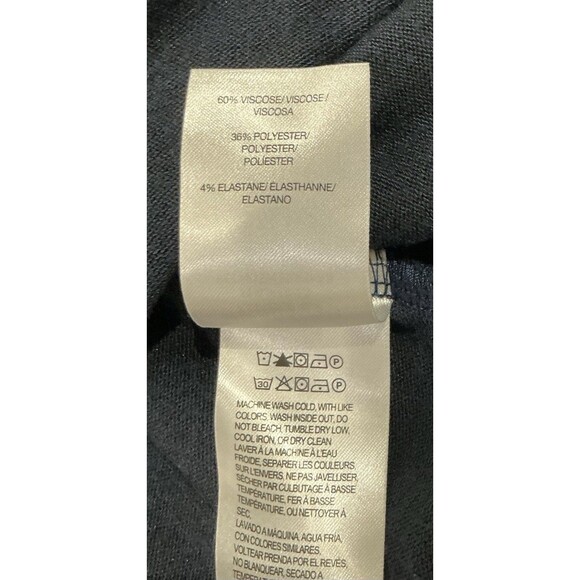 60% VISCOSE/ VISCOSE/
VISCOSA
36% POLYESTER/
POLYESTER/
POLIÉSTER
4% ELASTANE/ ÉLASTHANNE/
ELASTANO
P
30 P
MACHINE WASH COLD, WITH LIKE
COLORS. WASH INSIDE OUT, DO
NOT BLEACH, TUMBLE DRY LOW,
COOL IRON, OR DRY CLEAN
LAVER À LA MACHINE À L'EAU
FROIDE, SEPARER LES COULEURS.
SUR L'ENVERS, NE PAS JAVELLISER,
SÉCHER PAR CULBUTAGE À BASSE
TEMPÉRATURE, FER À BASSE
TEMPÉRATURE, OU NETTOYER À
SEC.
LAVADO A MÁQUINA, AGUA FRÍA,
CON COLORES SIMILARES.
VOLTEAR PRENDA POR EL REVÉS,
NO BLANQUEAR, SECADO A